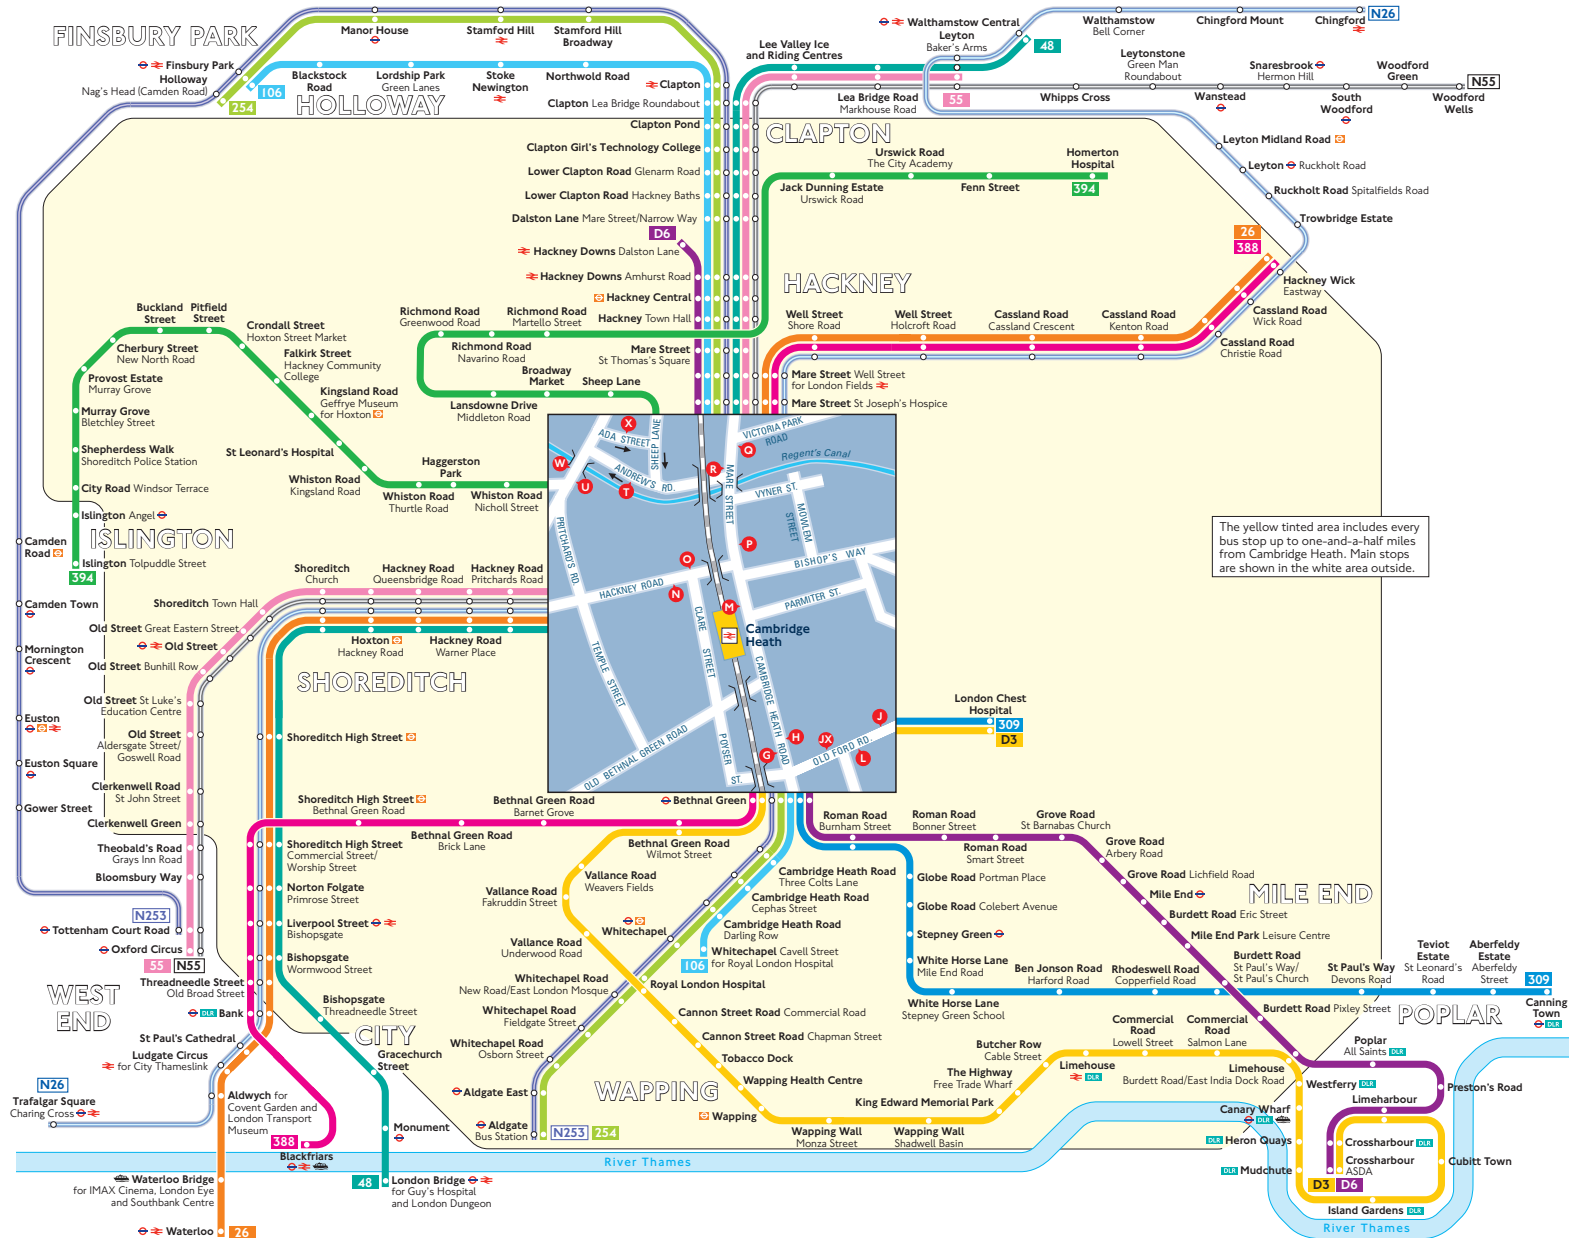 FINSBURY PARK
Finsbury Park
Holloway
Nag's Head (Camden Road)
254
106
HOLLOWAY
Manor House
Stamford Hill
Stamford Hill
Broadway
Blackstock
Road
Lordship Park
Green Lanes
Stoke
Newington
Northwold Road
Clapton
Clapton Lea Bridge Roundabout
Clapton Pond
Clapton Girl's Technology College
Lower Clapton Road Glenarm Road
Lower Clapton Road Hackney Baths
Dalston Lane Mare Street/Narrow Way
D6
Hackney Downs Dalston Lane
Hackney Downs Amhurst Road
Hackney Central
Hackney Town Hall
Mare Street
St Thomas's Square
Lee Valley Ice
and Riding Centres
Walthamstow Central
Leyton
Baker's Arms
48
Walthamstow
Bell Corner
Chingford Mount
Chingford
N26
Leytonstone
Green Man
Roundabout
Snaresbrook
Hermon Hill
Woodford
Green
N55
Lea Bridge Road
Markhouse Road
55
Whipps Cross
Wanstead
South
Woodford
Woodford
Wells
CLAPTON
Leyton Midland Road
Leyton Ruckholt Road
Ruckholt Road Spitalfields Road
Trowbridge Estate
Urswick Road
The City Academy
Homerton
Hospital
394
Jack Dunning Estate
Urswick Road
Fenn Street
26
388
HACKNEY
Hackney Wick
Eastway
Cassland Road
Wick Road
Cassland Road
Christie Road
Well Street
Shore Road
Well Street
Holcroft Road
Cassland Road
Cassland Crescent
Cassland Road
Kenton Road
Mare Street Well Street
for London Fields
Mare Street St Joseph's Hospice
Buckland
Street
Pitfield
Street
Crondall Street
Hoxton Street Market
Cherbury Street
New North Road
Falkirk Street
Hackney Community
College
Provost Estate
Murray Grove
Kingsland Road
Geffrye Museum
for Hoxton
Murray Grove
Bletchley Street
Shepherdess Walk
Shoreditch Police Station
St Leonard's Hospital
City Road Windsor Terrace
Whiston Road
Kingsland Road
Islington Angel
ISLINGTON
Islington Tolpuddle Street
394
Richmond Road
Greenwood Road
Richmond Road
Martello Street
Richmond Road
Navarino Road
Broadway
Market
Sheep Lane
Lansdowne Drive
Middleton Road
Haggerston
Park
Whiston Road
Thurtle Road
Whiston Road
Nicholl Street
Camden
Road
Camden Town
Mornington
Crescent
Euston
Euston Square
Gower Street
N253
Tottenham Court Road
Oxford Circus
55
N55
WEST
END
Shoreditch
Church
Hackney Road
Queensbridge Road
Hackney Road
Pritchards Road
Shoreditch Town Hall
Old Street Great Eastern Street
Old Street
Old Street Bunhill Row
Old Street St Luke's
Education Centre
Old Street
Aldersgate Street/
Goswell Road
Clerkenwell Road
St John Street
Clerkenwell Green
Theobald's Road
Grays Inn Road
Bloomsbury Way
Hoxton
Hackney Road
Hackney Road
Warner Place
SHOREDITCH
Shoreditch High Street
Shoreditch High Street
Bethnal Green Road
Bethnal Green Road
Barnet Grove
Bethnal Green
Bethnal Green Road
Brick Lane
Bethnal Green Road
Wilmot Street
Shoreditch High Street
Commercial Street/
Worship Street
Norton Folgate
Primrose Street
Liverpool Street
Bishopsgate
Bishopsgate
Wormwood Street
Bishopsgate
Threadneedle Street
Threadneedle Street
Old Broad Street
DLR Bank
CITY
Gracechurch
Street
St Paul's Cathedral
Ludgate Circus
for City Thameslink
N26
Trafalgar Square
Charing Cross
Aldwych for
Covent Garden and
London Transport
Museum
388
Blackfriars
Monument
48
London Bridge
for Guy's Hospital
and London Dungeon
Waterloo Bridge
for IMAX Cinema, London Eye
and Southbank Centre
Waterloo
26
X
ADA STREET
SHEEP LANE
VICTORIA PARK
ROAD
Q
Regent's Canal
W
U
T
ANDREW'S RD.
R
MARE STREET
VYNER ST.
MOWLEM
STREET
PRITCHARD'S RD.
P
O
BISHOP'S WAY
HACKNEY ROAD
N
M
PARMITER ST.
CLARE
STREET
Cambridge
Heath
TEMPLE STREET
CAMBRIDGE HEATH ROAD
OLD BETHNAL GREEN ROAD
POYSER
ST.
G
H
JX
J
L
OLD FORD RD.
The yellow tinted area includes every
bus stop up to one-and-a-half miles
from Cambridge Heath. Main stops
are shown in the white area outside.
London Chest
Hospital
309
D3
Vallance Road
Weavers Fields
Vallance Road
Fakruddin Street
Whitechapel
Vallance Road
Underwood Road
Whitechapel Road
New Road/East London Mosque
Whitechapel Road
Fieldgate Street
Whitechapel Road
Osborn Street
Aldgate East
Aldgate
Bus Station
N253
254
Cambridge Heath Road
Three Colts Lane
Cambridge Heath Road
Cephas Street
Cambridge Heath Road
Darling Row
Whitechapel Cavell Street
for Royal London Hospital
106
Royal London Hospital
Cannon Street Road Commercial Road
Cannon Street Road Chapman Street
Tobacco Dock
Wapping Health Centre
WAPPING
Wapping
Wapping Wall
Monza Street
Wapping Wall
Shadwell Basin
King Edward Memorial Park
The Highway
Free Trade Wharf
Butcher Row
Cable Street
Limehouse
DLR
Commercial
Road
Lowell Street
Commercial
Road
Salmon Lane
Limehouse
Burdett Road/East India Dock Road
Roman Road
Burnham Street
Roman Road
Bonner Street
Grove Road
St Barnabas Church
Roman Road
Smart Street
Grove Road
Arbery Road
Globe Road Portman Place
Grove Road Lichfield Road
Globe Road Colebert Avenue
Mile End
MILE END
Burdett Road Eric Street
Stepney Green
Mile End Park Leisure Centre
White Horse Lane
Mile End Road
White Horse Lane
Stepney Green School
Ben Jonson Road
Harford Road
Rhodeswell Road
Copperfield Road
Burdett Road
St Paul's Way/
St Paul's Church
St Paul's Way
Devons Road
Teviot
Estate
St Leonard's
Road
Aberfeldy
Estate
Aberfeldy
Street
309
Canning
Town
DLR
Burdett Road Pixley Street
POPLAR
Poplar
All Saints DLR
Westferry DLR
Preston's Road
Limeharbour
Canary Wharf
DLR
DLR Heron Quays
Crossharbour DLR
Crossharbour
ASDA
DLR Mudchute
D3
D6
Cubitt Town
Island Gardens DLR
River Thames
River Thames